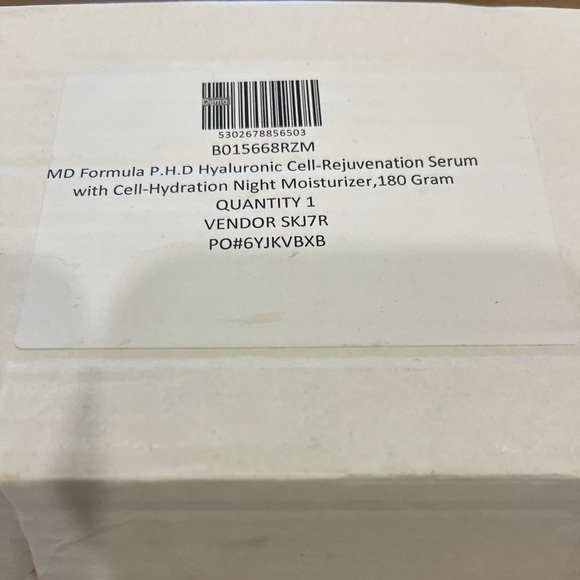 Demo
5302678856503
B015668RZM
MD Formula P.H.D Hyaluronic Cell-Rejuvenation Serum
with Cell-Hydration Night Moisturizer,180 Gram
QUANTITY 1
VENDOR SKJ7R
PO#6YJKVBXB